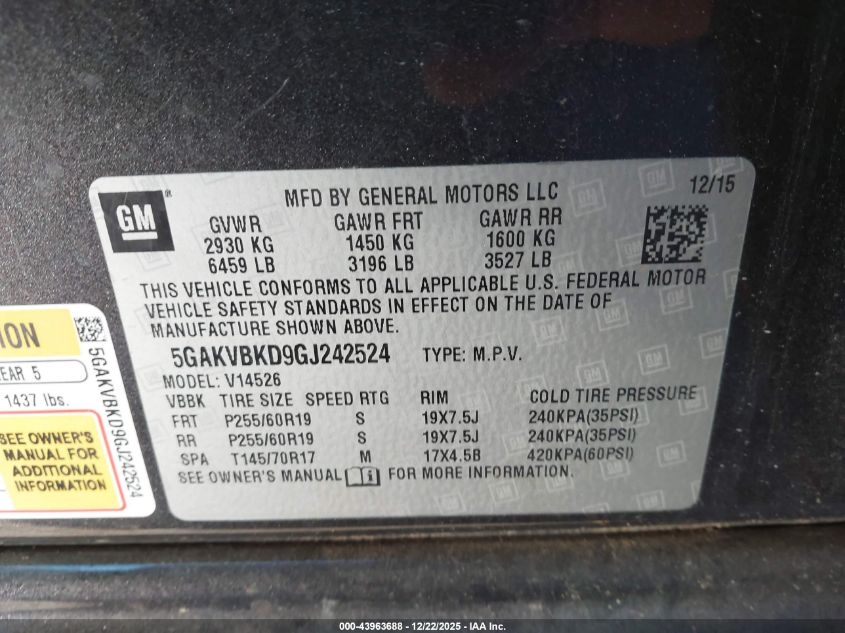 GM®
MFD BY GENERAL MOTORS LLC
12/15
GVWR GAWR FRT GAWR RR
2930 KG 1450 KG 1600 KG
6459 LB 3196 LB 3527 LB
THIS VEHICLE CONFORMS TO ALL APPLICABLE U.S. FEDERAL MOTOR
VEHICLE SAFETY STANDARDS IN EFFECT ON THE DATE OF
MANUFACTURE SHOWN ABOVE.
5GAKVBKD9GJ242524 TYPE: M.P.V.
MODEL: V14526
VBBK TIRE SIZE SPEED RTG RIM COLD TIRE PRESSURE
FRT P255/60R19 S 19X7.5J 240KPA(35PSI)
RR P255/60R19 S 19X7.5J 240KPA(35PSI)
SPA T145/70R17 M 17X4.5B 420KPA(60PSI)
SEE OWNER'S MANUAL i FOR MORE INFORMATION.
EAR 5
1437 lbs.
SEE OWNER'S
MANUAL FOR
ADDITIONAL
INFORMATION
5GAKVBKD9GJ242524
000-43963688 - 12/22/2025 - IAA Inc.